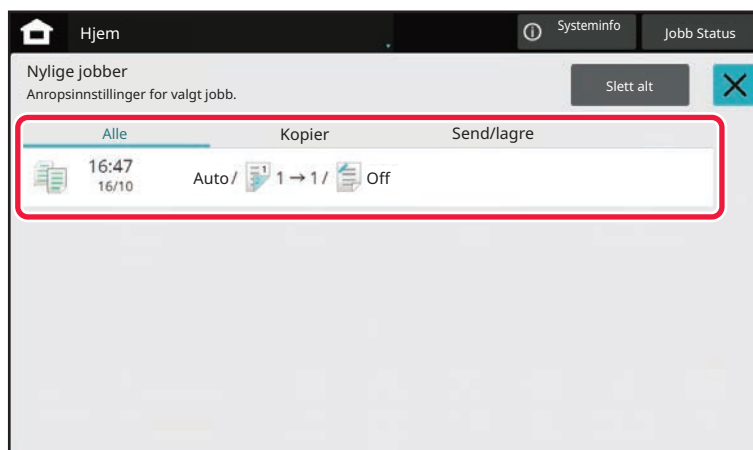 Hjem
Systeminfo
Jobb Status
Nylige jobber
Anropsinnstillinger for valgt jobb.
Slett alt
Alle Kopier Send/lagre
16:47
16/10
Auto / 1 1 → 1 / Off